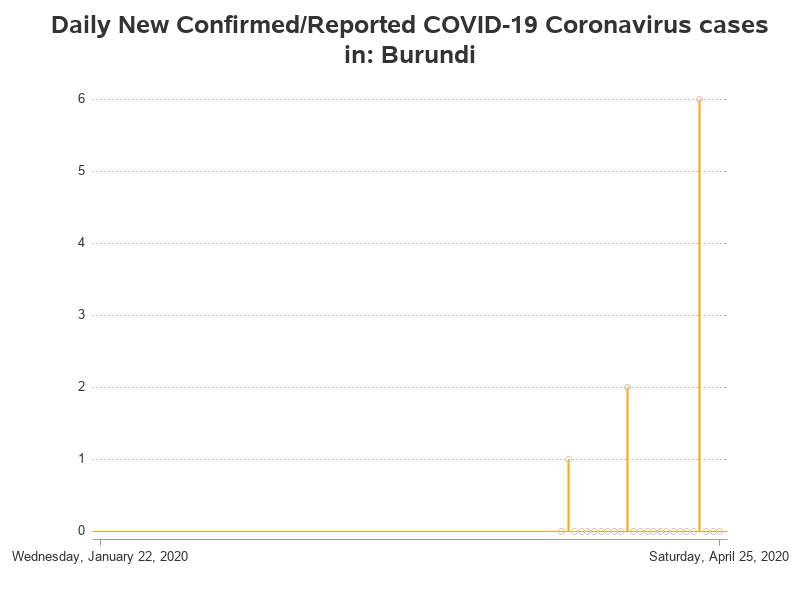 Daily New Confirmed/Reported COVID-19 Coronavirus cases
in: Burundi
6
5
4
3
2
1
0
Wednesday, January 22, 2020
Saturday, April 25, 2020